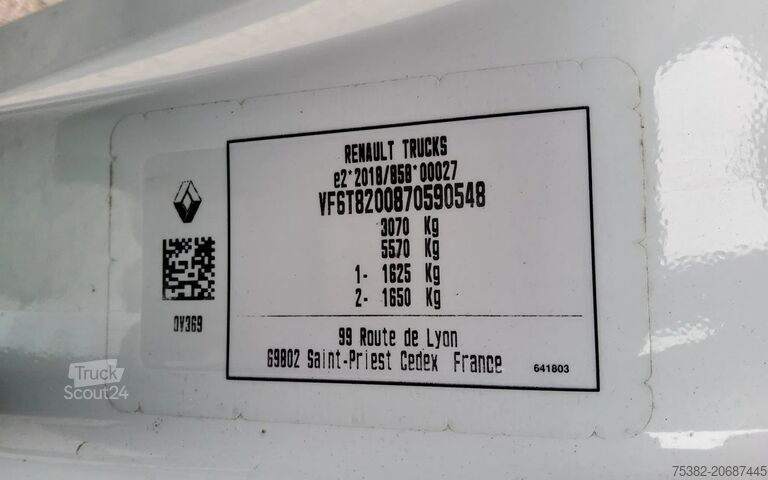 RENAULT TRUCKS
e2*2018/858*00027
VF6T8200870590548
3070 Kg
5570 Kg
1- 1625 Kg
2- 1650 Kg
0V369
99 Route de Lyon
69802 Saint-Priest Cedex France
641803
Truck
Scout24
75382-20687445